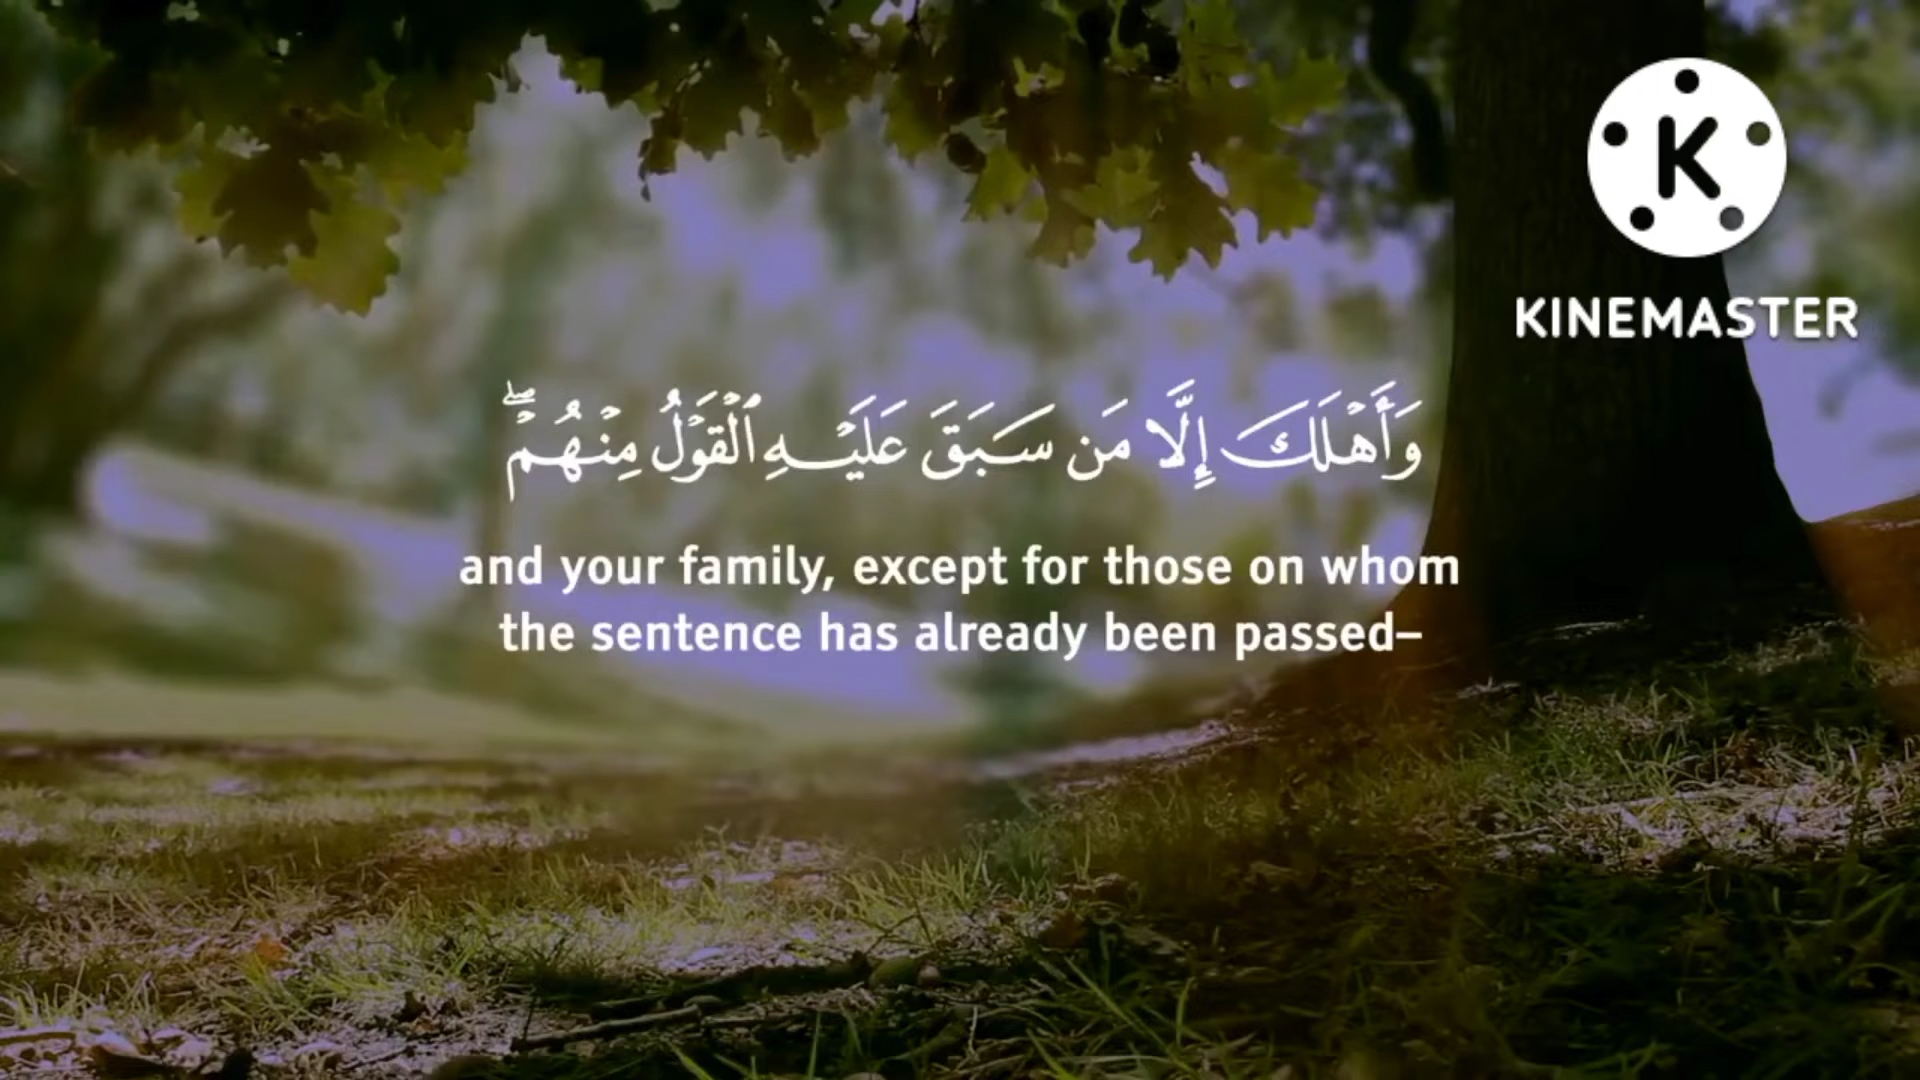 KINEMASTER
وَأَهْلَكَ إِلَّا مَن سَبَقَ عَلَيْهِ ٱلْقَوْلُ مِنْهُمْ ۖ
and your family, except for those on whom
the sentence has already been passed–